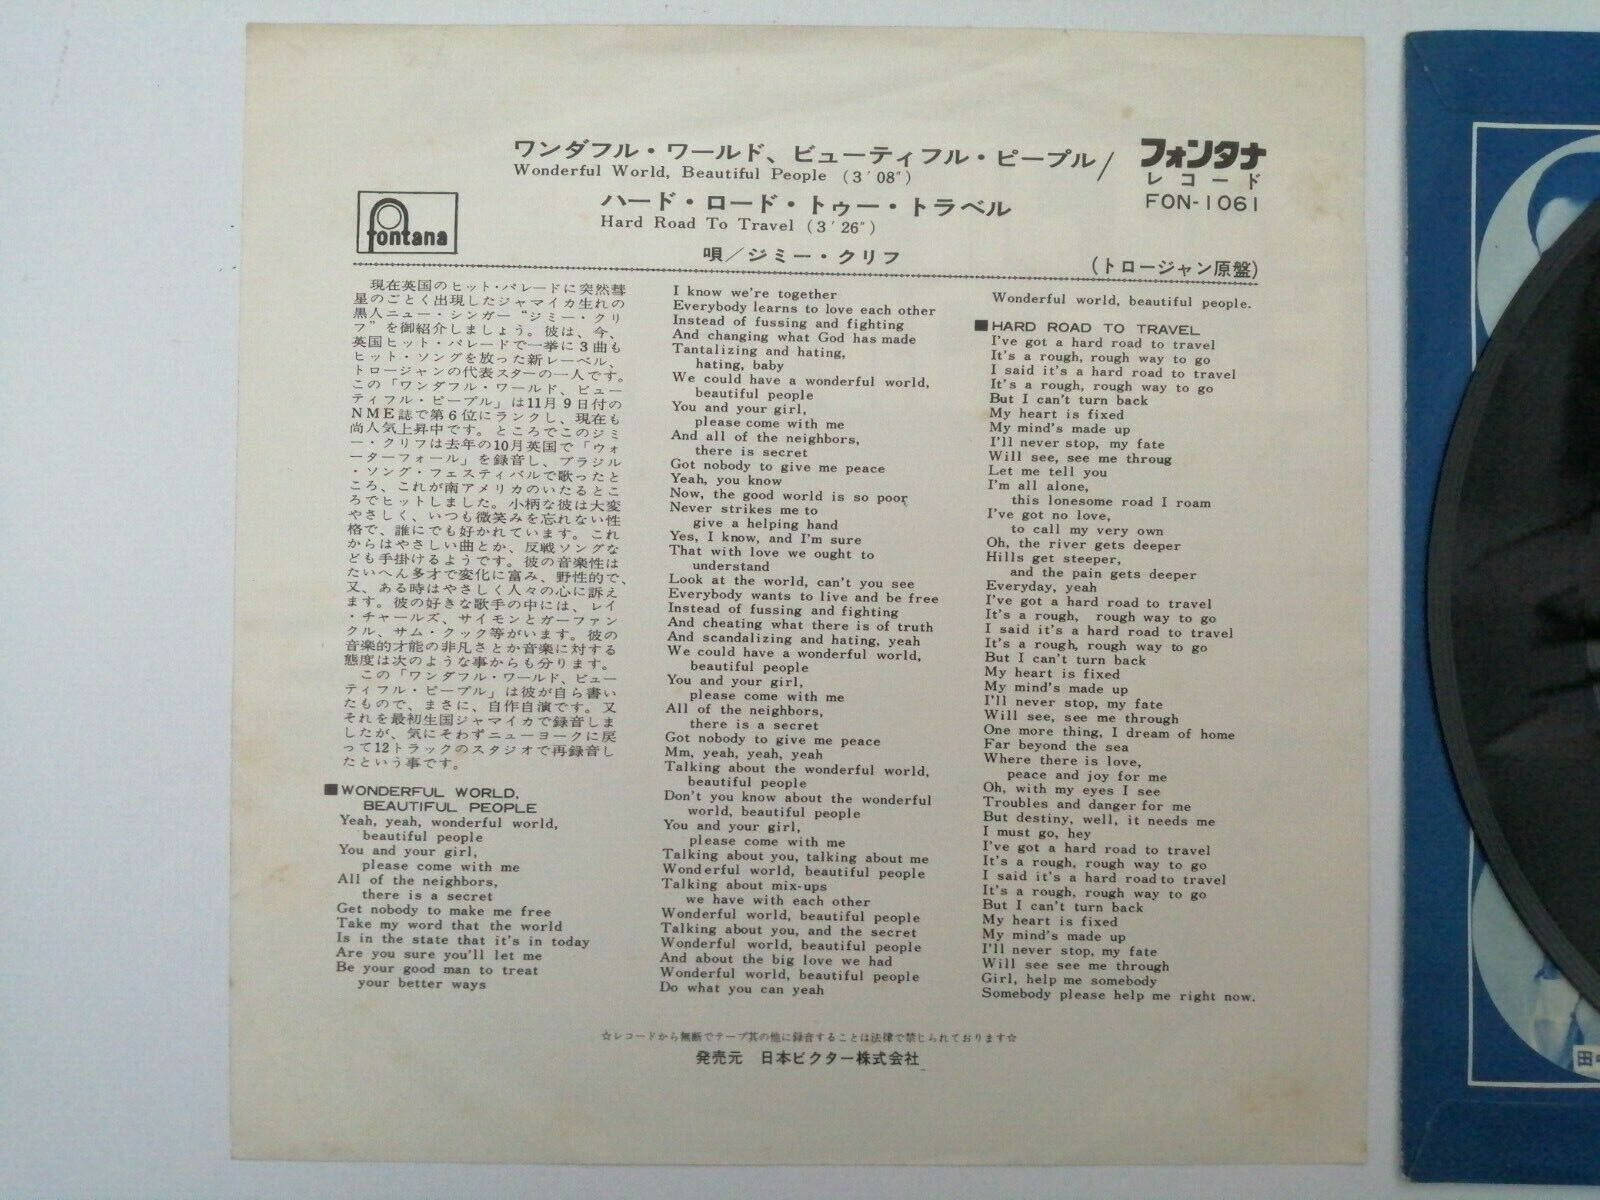 ワンダフル・ワールド、ビューティフル・ピープル/
Wonderful World, Beautiful People (3′08″)
ハード・ロード・トゥー・トラベル
Hard Road To Travel (3′26″)
唄/ジミー・クリフ
フォンタナ
レコード
FON-1061
(トロージャン原盤)
fontana
現在英国のヒット・パレードに突然彗
星のごとく出現したジャマイカ生れの
黒人ニュー・シンガー“ジミー・クリ
フ”を御紹介しましょう。彼は、今、
英国ヒット・パレードで一挙に3曲も
ヒット・ソングを放った新レーベル、
トロージャンの代表スターの一人です。
この「ワンダフル・ワールド、ビュー
ティフル・ピープル」は11月9日付の
NME誌で第6位にランクし、現在も
尚人気上昇中です。ところでこのジミ
ー・クリフは去年の10月英国で「ウォ
ーターフォール」を録音し、ブラジル
・ソング・フェスティバルで歌ったと
ころ、これが南アメリカのいたるとこ
ろでヒットしました。小柄な彼は大変
やさしく、いつも微笑みを忘れない性
格で、誰にでも好かれています。これ
からはやさしい曲とか、反戦ソングな
ども手掛けるようです。彼の音楽性は
たいへん多才で変化に富み、野性的で、
又、ある時はやさしく人々の心に訴え
ます。彼の好きな歌手の中には、レイ
・チャールズ、サイモンとガーファン
クル、サム・クック等がいます。彼の
音楽的才能の非凡さとか音楽に対する
態度は次のような事からも分ります。
この「ワンダフル・ワールド、ビュー
ティフル・ピープル」は彼が自ら書い
たもので、まさに、自作自演です。又
それを最初生国ジャマイカで録音しま
したが、気にそわずニューヨークに戻
って12トラックのスタジオで再録音し
たという事です。
■WONDERFUL WORLD,
BEAUTIFUL PEOPLE
Yeah, yeah, wonderful world,
beautiful people
You and your girl,
please come with me
All of the neighbors,
there is a secret
Get nobody to make me free
Take my word that the world
Is in the state that it's in today
Are you sure you'll let me
Be your good man to treat
your better ways
I know we're together
Everybody learns to love each other
Instead of fussing and fighting
And changing what God has made
Tantalizing and hating,
hating, baby
We could have a wonderful world,
beautiful people
You and your girl,
please come with me
And all of the neighbors,
there is secret
Got nobody to give me peace
Yeah, you know
Now, the good world is so poor
Never strikes me to
give a helping hand
Yes, I know, and I'm sure
That with love we ought to
understand
Look at the world, can't you see
Everybody wants to live and be free
Instead of fussing and fighting
And cheating what there is of truth
And scandalizing and hating, yeah
We could have a wonderful world,
beautiful people
You and your girl,
please come with me
All of the neighbors,
there is a secret
Got nobody to give me peace
Mm, yeah, yeah, yeah
Talking about the wonderful world,
beautiful people
Don't you know about the wonderful
world, beautiful people
You and your girl,
please come with me
Talking about you, talking about me
Wonderful world, beautiful people
Talking about mix-ups
we have with each other
Wonderful world, beautiful people
Talking about you, and the secret
Wonderful world, beautiful people
And about the big love we had
Wonderful world, beautiful people
Do what you can yeah
Wonderful world, beautiful people.
■HARD ROAD TO TRAVEL
I've got a hard road to travel
It's a rough, rough way to go
I said it's a hard road to travel
It's a rough, rough way to go
But I can't turn back
My heart is fixed
My mind's made up
I'll never stop, my fate
Will see, see me throug
Let me tell you
I'm all alone,
this lonesome road I roam
I've got no love,
to call my very own
Oh, the river gets deeper
Hills get steeper,
and the pain gets deeper
Everyday, yeah
I've got a hard road to travel
It's a rough, rough way to go
I said it's a hard road to travel
It's a rough, rough way to go
But I can't turn back
My heart is fixed
My mind's made up
I'll never stop, my fate
Will see, see me through
One more thing, I dream of home
Far beyond the sea
Where there is love,
peace and joy for me
Oh, with my eyes I see
Troubles and danger for me
But destiny, well, it needs me
I must go, hey
I've got a hard road to travel
It's a rough, rough way to go
I said it's a hard road to travel
It's a rough, rough way to go
But I can't turn back
My heart is fixed
My mind's made up
I'll never stop, my fate
Will see see me through
Girl, help me somebody
Somebody please help me right now.
☆レコードから無断でテープ其の他に録音することは法律で禁じられております☆
発売元 日本ビクター株式会社